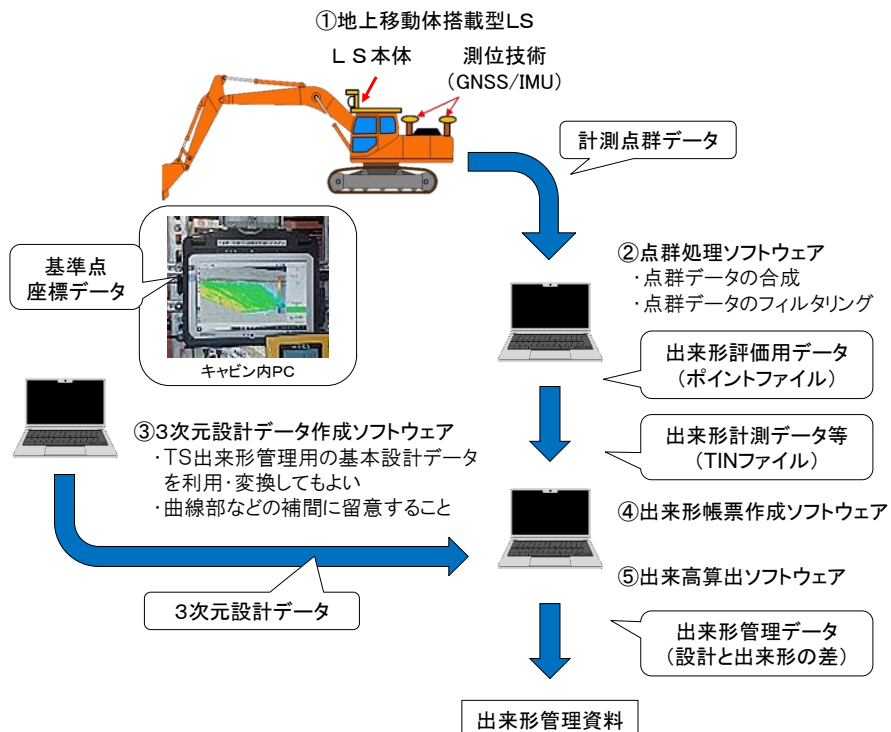 ①地上移動体搭載型LS
LS本体
測位技術
(GNSS/IMU)
計測点群データ
基準点
座標データ
キャビン内PC
②点群処理ソフトウェア
・点群データの合成
・点群データのフィルタリング
出来形評価用データ
(ポイントファイル)
③3次元設計データ作成ソフトウェア
・TS出来形管理用の基本設計データ
を利用・変換してもよい
・曲線部などの補間に留意すること
出来形計測データ等
(TINファイル)
④出来形帳票作成ソフトウェア
⑤出来高算出ソフトウェア
3次元設計データ
出来形管理データ
(設計と出来形の差)
出来形管理資料